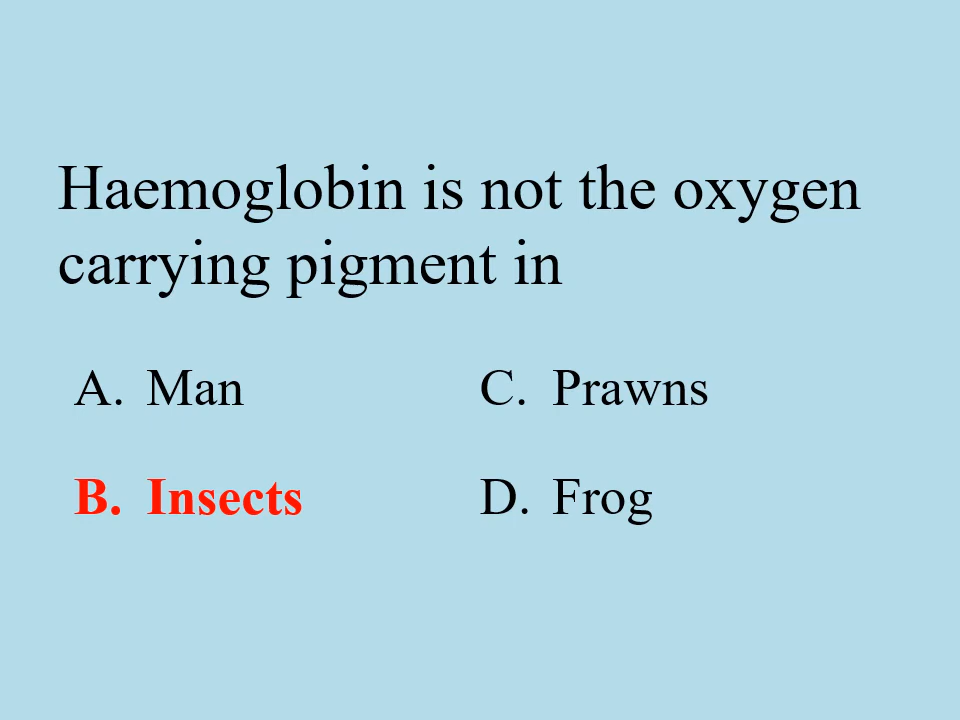 Haemoglobin is not the oxygen
carrying pigment in
A. Man
B. Insects
C. Prawns
D. Frog